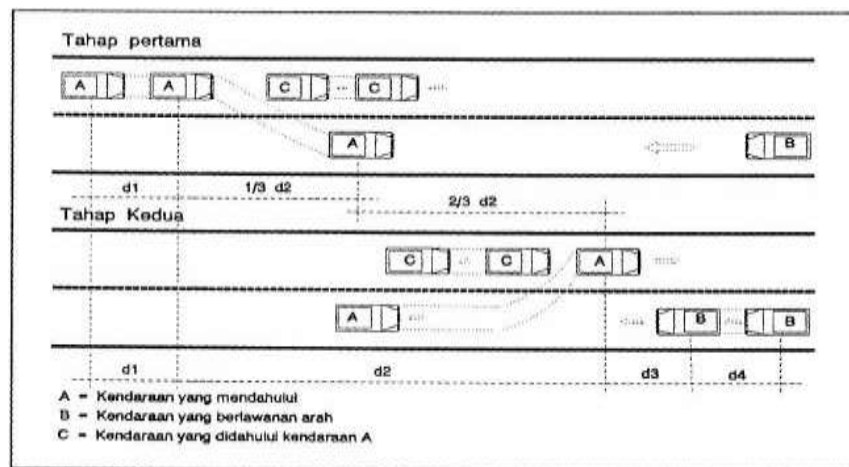 Tahap pertama
A A C C
A B
d1 1/3 d2 2/3 d2
Tahap Kedua
C C A
A B B
d1 d2 d3 d4
A = Kendaraan yang mendahului
B = Kendaraan yang berlawanan arah
C = Kendaraan yang didahului kendaraan A